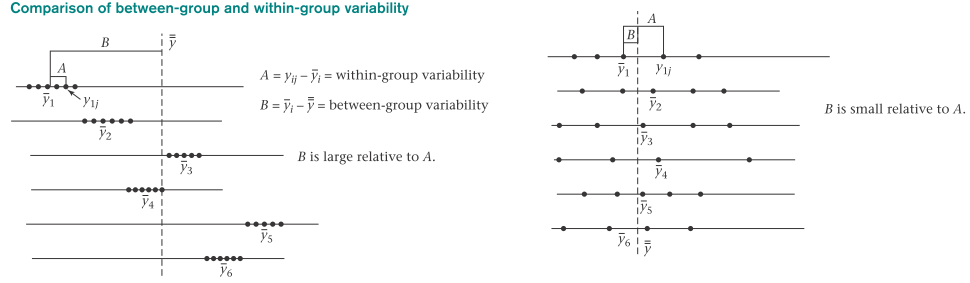 Comparison of between-group and within-group variability
B
y̿
A
A = yᵢⱼ − ȳᵢ = within-group variability
ȳ₁ y₁ⱼ
B = ȳᵢ − y̿ = between-group variability
ȳ₂
B is large relative to A.
ȳ₃
ȳ₄
ȳ₅
ȳ₆
A
B
ȳ₁ y₁ⱼ
ȳ₂
B is small relative to A.
ȳ₃
ȳ₄
ȳ₅
ȳ₆ y̿